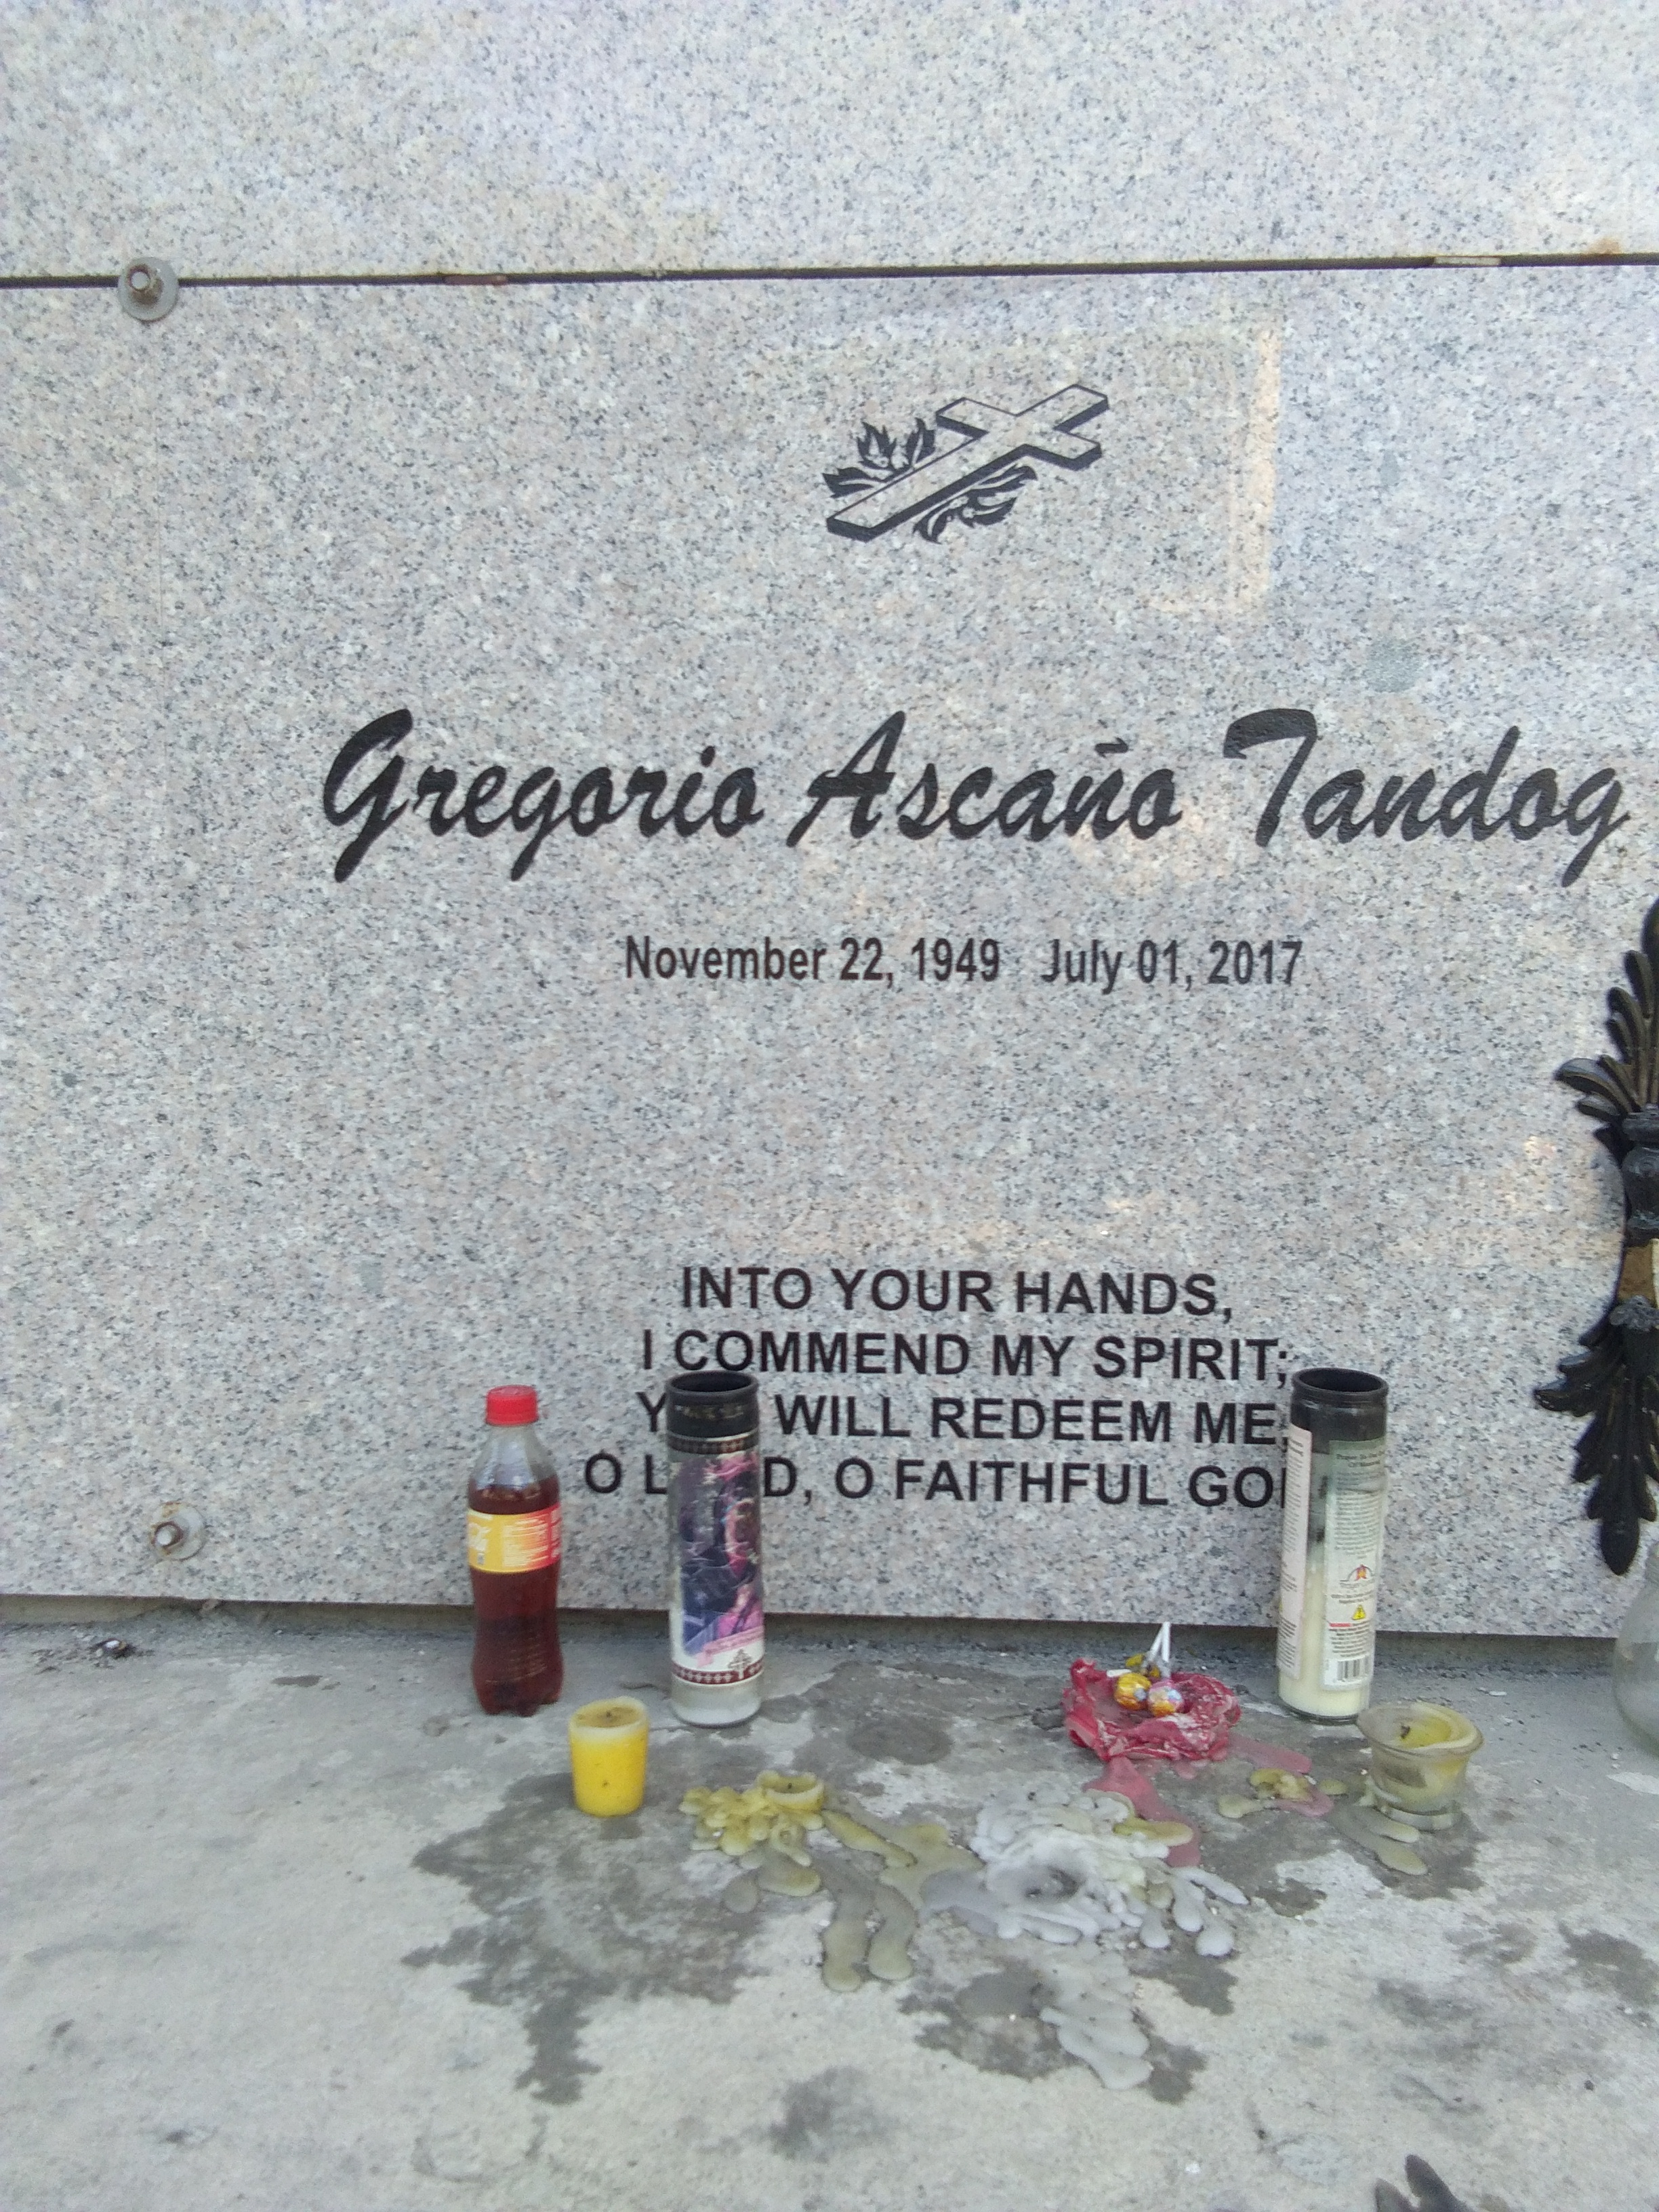 Gregorio Ascaño Tandog
November 22, 1949 July 01, 2017
INTO YOUR HANDS,
I COMMEND MY SPIRIT;
WILL REDEEM ME,
O FAITHFUL